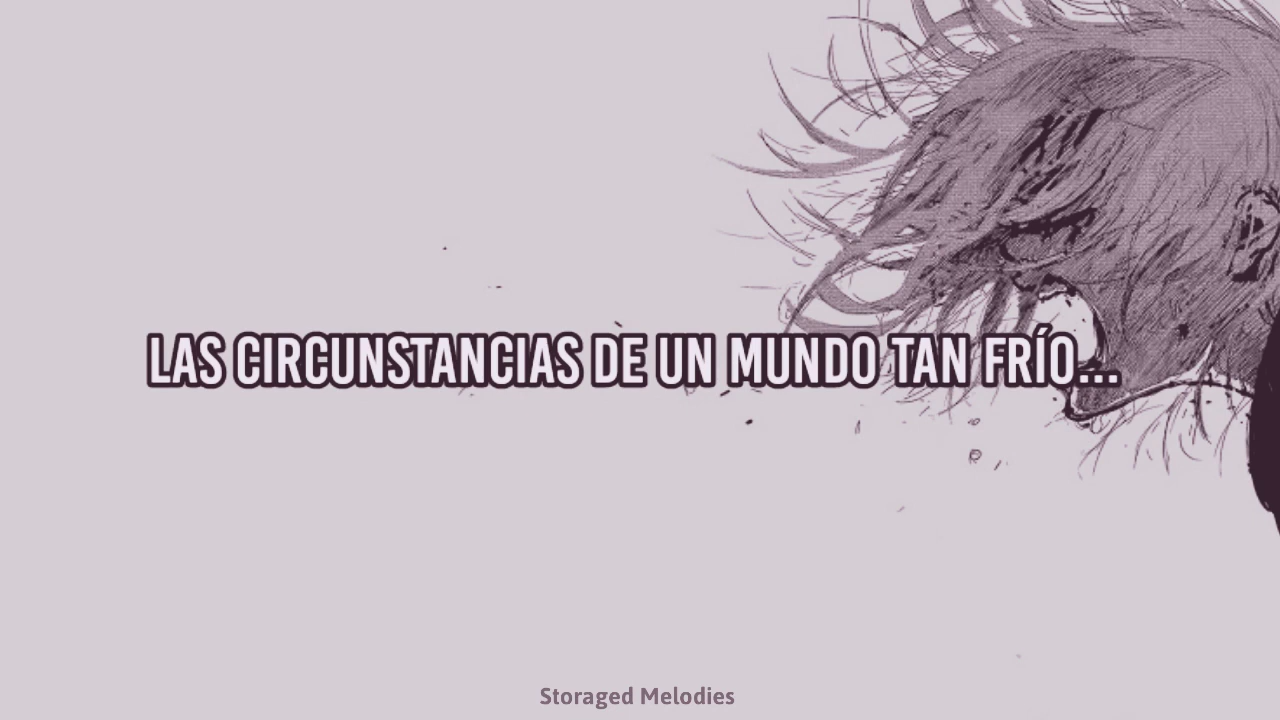 LAS CIRCUNSTANCIAS DE UN MUNDO TAN FRÍO...
Storaged Melodies